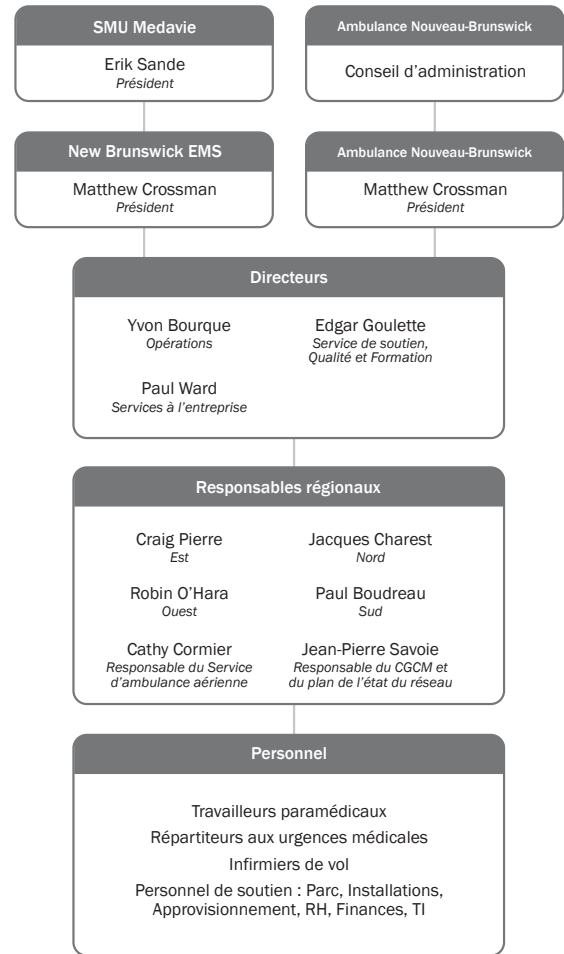 SMU Medavie
Erik Sande
Président
Ambulance Nouveau-Brunswick
Conseil d'administration
New Brunswick EMS
Matthew Crossman
Président
Ambulance Nouveau-Brunswick
Matthew Crossman
Président
Directeurs
Yvon Bourque
Opérations
Edgar Goulette
Service de soutien,
Qualité et Formation
Paul Ward
Services à l'entreprise
Responsables régionaux
Craig Pierre
Est
Jacques Charest
Nord
Robin O'Hara
Ouest
Paul Boudreau
Sud
Cathy Cormier
Responsable du Service
d'ambulance aérienne
Jean-Pierre Savoie
Responsable du CGCM et
du plan de l'état du réseau
Personnel
Travailleurs paramédicaux
Répartiteurs aux urgences médicales
Infirmiers de vol
Personnel de soutien : Parc, Installations,
Approvisionnement, RH, Finances, TI